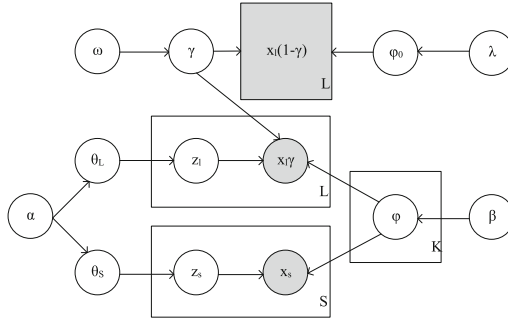 ω γ x_l(1-γ) φ_0 λ
L
θ_L z_l x_lγ
L
α φ β
K
θ_S z_s x_s
S